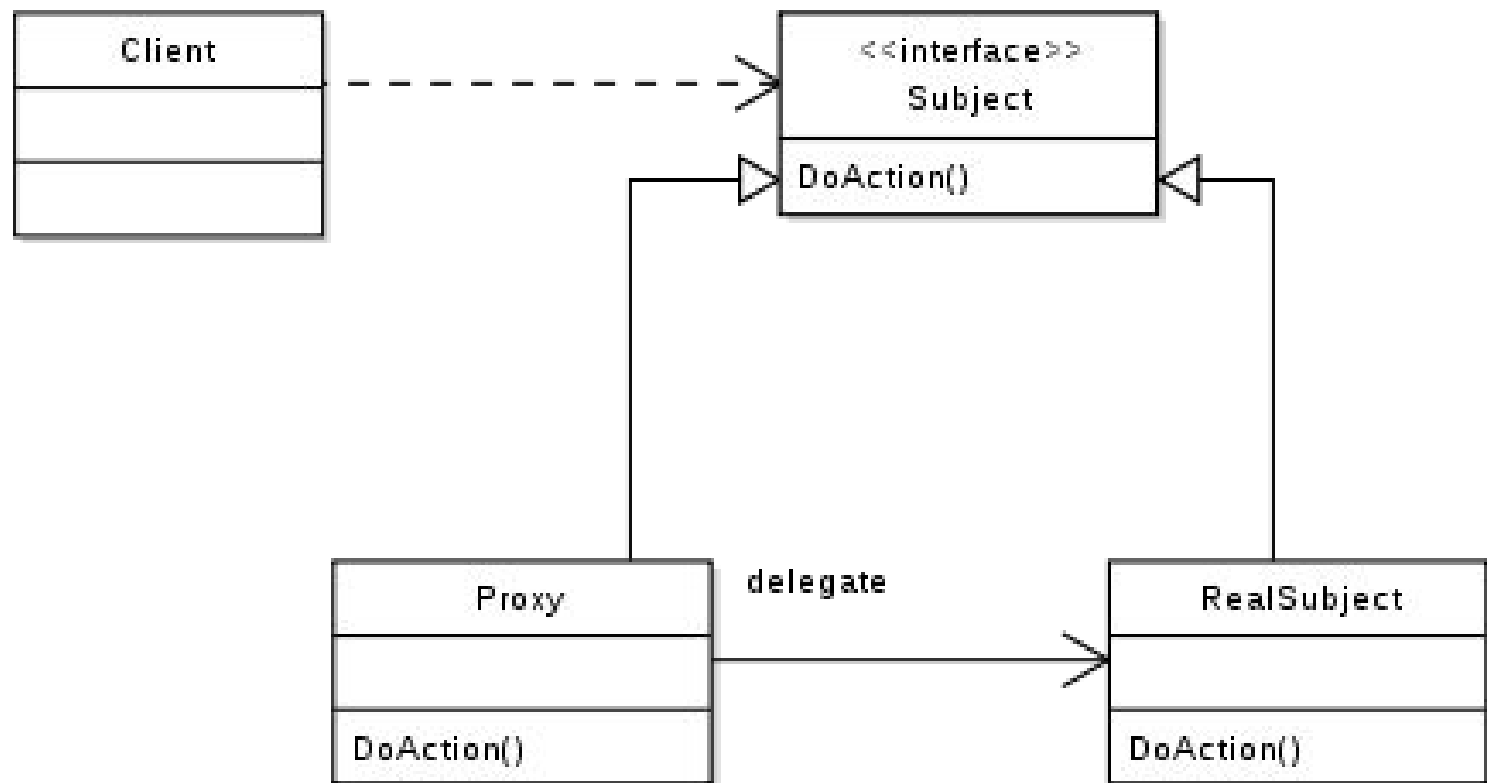 Client
<<interface>>
Subject
DoAction()
Proxy
delegate
RealSubject
DoAction()
DoAction()